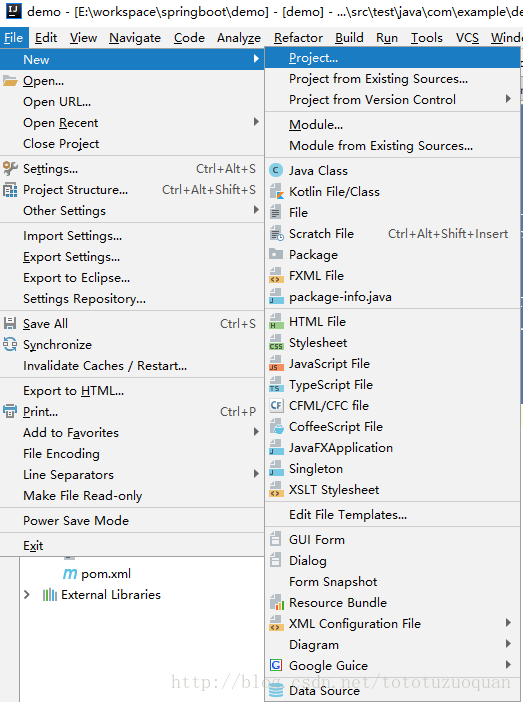 demo - [E:\workspace\springboot\demo] - [demo] - ...\src\test\java\com\example\de
File Edit View Navigate Code Analyze Refactor Build Run Tools VCS Windo
New
Open...
Open URL...
Open Recent
Close Project
Settings... Ctrl+Alt+S
Project Structure... Ctrl+Alt+Shift+S
Other Settings
Import Settings...
Export Settings...
Export to Eclipse...
Settings Repository...
Save All Ctrl+S
Synchronize
Invalidate Caches / Restart...
Export to HTML...
Print... Ctrl+P
Add to Favorites
File Encoding
Line Separators
Make File Read-only
Power Save Mode
Exit
pom.xml
External Libraries
Project...
Project from Existing Sources...
Project from Version Control
Module...
Module from Existing Sources...
Java Class
Kotlin File/Class
File
Scratch File Ctrl+Alt+Shift+Insert
Package
FXML File
package-info.java
HTML File
Stylesheet
JavaScript File
TypeScript File
CFML/CFC file
CoffeeScript File
JavaFXApplication
Singleton
XSLT Stylesheet
Edit File Templates...
GUI Form
Dialog
Form Snapshot
Resource Bundle
XML Configuration File
Diagram
Google Guice
Data Source
http://blog.csdn.net/tototuzuoquan